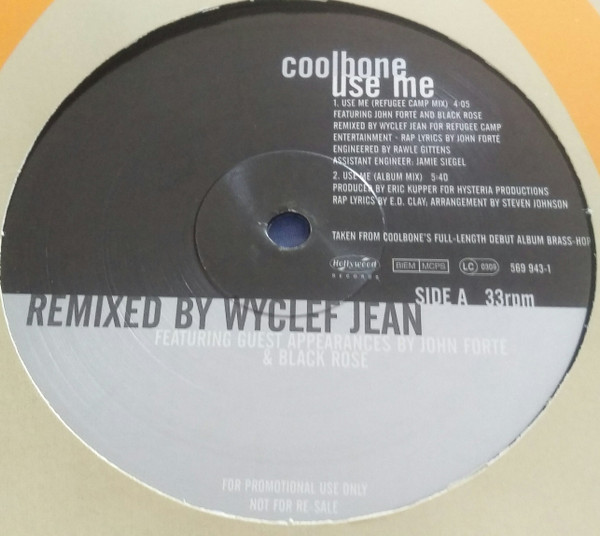 coolbone
use me
1. USE ME (REFUGEE CAMP MIX) 4:05
FEATURING JOHN FORTÉ AND BLACK ROSE
REMIXED BY WYCLEF JEAN FOR REFUGEE CAMP
ENTERTAINMENT - RAP LYRICS BY JOHN FORTÉ
ENGINEERED BY RAWLE GITTENS
ASSISTANT ENGINEER: JAMIE SIEGEL
2. USE ME (ALBUM MIX) 5:40
PRODUCED BY ERIC KUPPER FOR HYSTERIA PRODUCTIONS
RAP LYRICS BY E.D. CLAY, ARRANGEMENT BY STEVEN JOHNSON
TAKEN FROM COOLBONE'S FULL-LENGTH DEBUT ALBUM BRASS-HOP
Hollywood RECORDS BIEM MCPS LC 0309 569 943-1
SIDE A 33rpm
REMIXED BY WYCLEF JEAN
FEATURING GUEST APPEARANCES BY JOHN FORTÉ
& BLACK ROSE
FOR PROMOTIONAL USE ONLY
NOT FOR RE-SALE